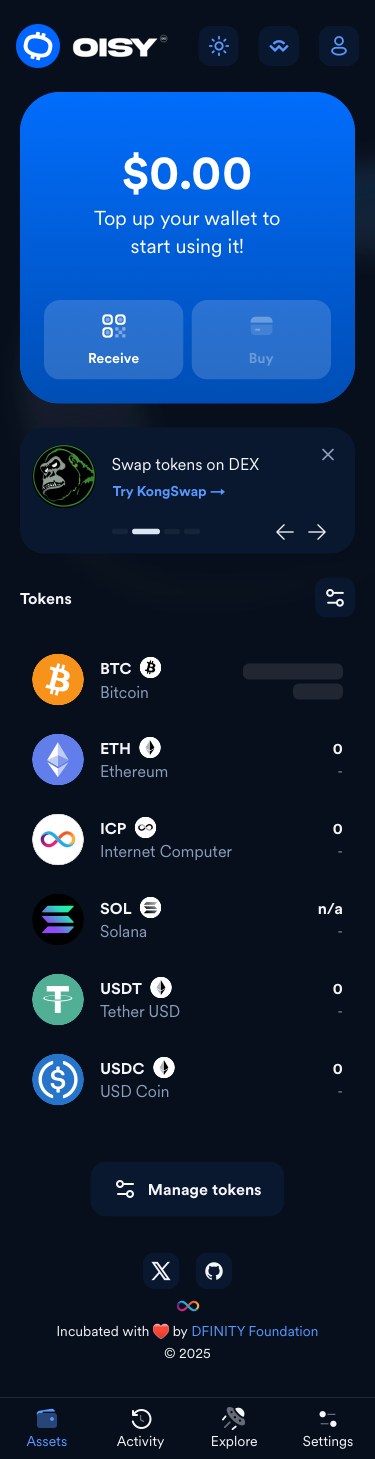 OISY
$0.00
Top up your wallet to
start using it!
Receive
Buy
Swap tokens on DEX
Try KongSwap →
Tokens
BTC
Bitcoin
ETH
0
Ethereum
-
ICP
0
Internet Computer
-
SOL
n/a
Solana
-
USDT
0
Tether USD
-
USDC
0
USD Coin
-
Manage tokens
Incubated with ❤️ by DFINITY Foundation
© 2025
Assets
Activity
Explore
Settings